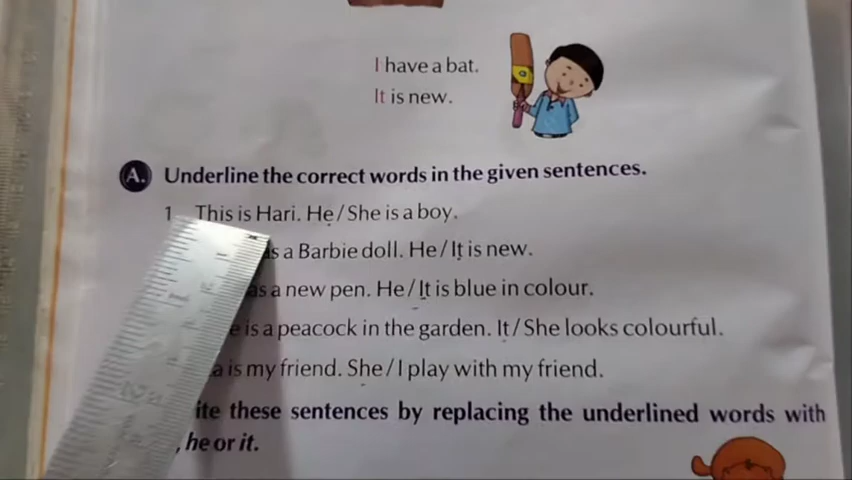 I have a bat.
It is new.
A. Underline the correct words in the given sentences.
1 This is Hari. He / She is a boy.
a Barbie doll. He / It is new.
a new pen. He / It is blue in colour.
is a peacock in the garden. It / She looks colourful.
is my friend. She / I play with my friend.
these sentences by replacing the underlined words with
, he or it.